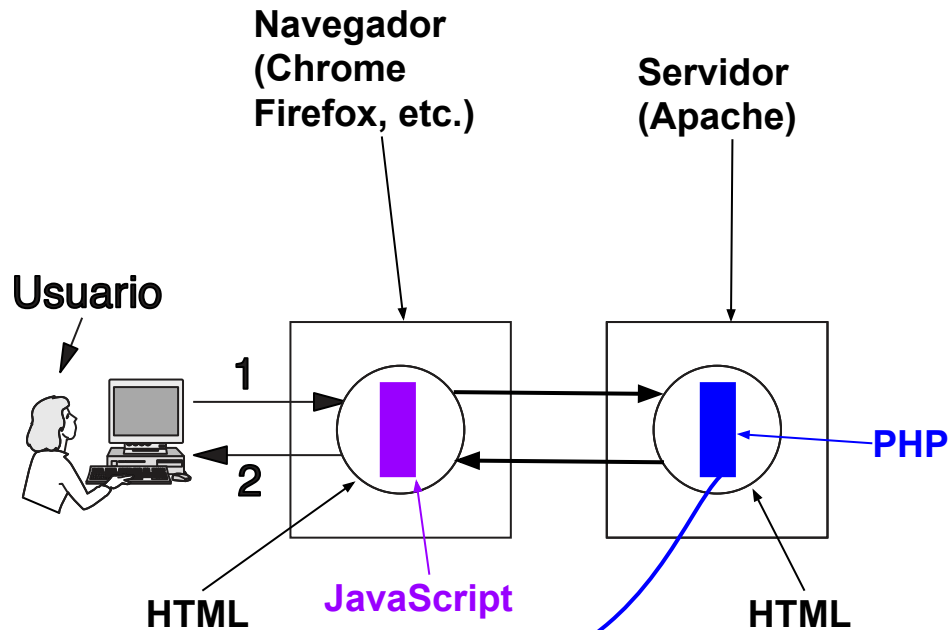 Navegador
(Chrome
Firefox, etc.)
Servidor
(Apache)
Usuario
1
2
PHP
HTML
JavaScript
HTML